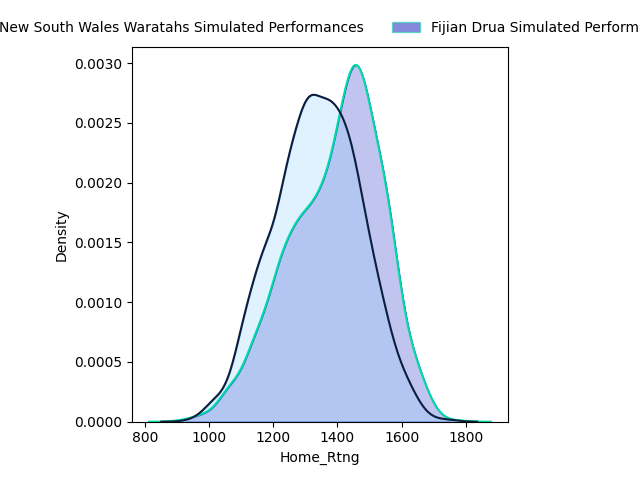 New South Wales Waratahs Simulated Performances
Fijian Drua Simulated Perform
0.0030
0.0025
0.0020
0.0015
0.0010
0.0005
0.0000
Density
800 1000 1200 1400 1600 1800
Home_Rtng